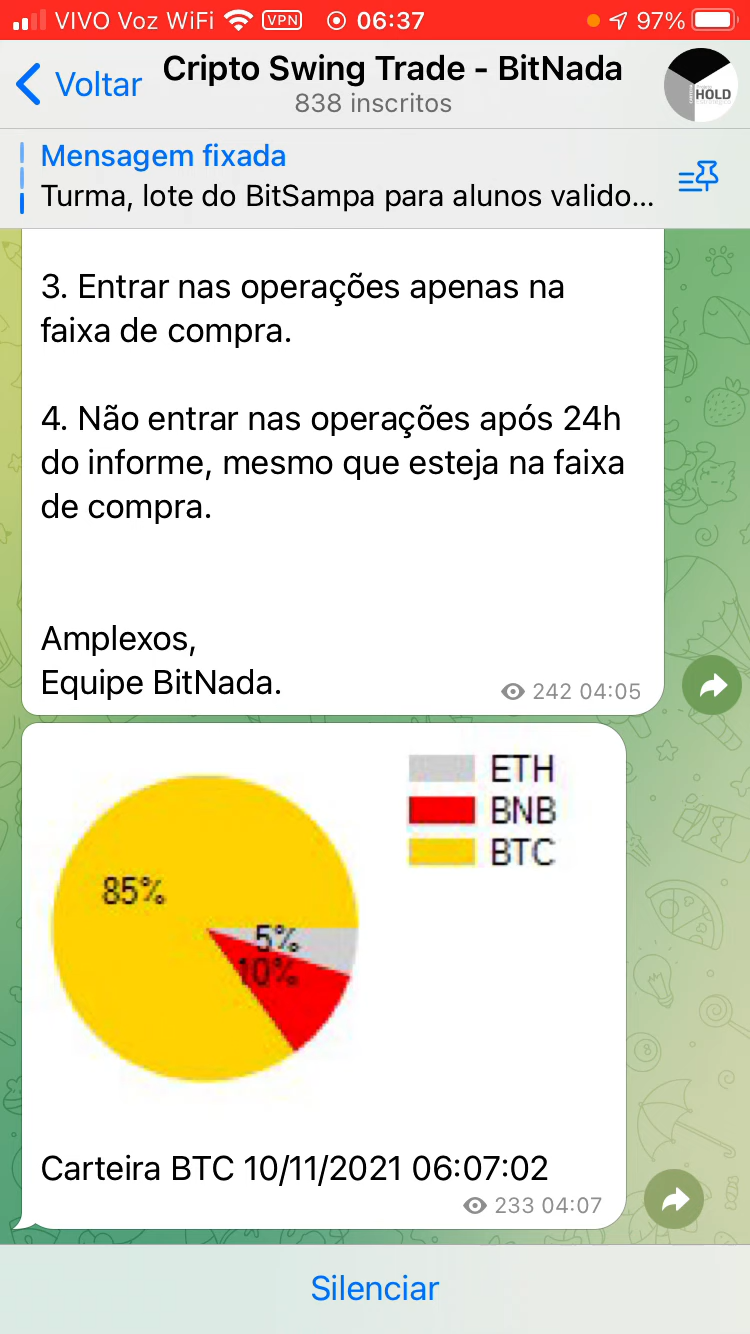 VIVO Voz WiFi VPN 06:37 97%
Voltar
Cripto Swing Trade - BitNada
838 inscritos
HOLD
Mensagem fixada
Turma, lote do BitSampa para alunos valido...
3. Entrar nas operações apenas na
faixa de compra.
4. Não entrar nas operações após 24h
do informe, mesmo que esteja na faixa
de compra.
Amplexos,
Equipe BitNada.
242 04:05
ETH
BNB
BTC
85%
5%
10%
Carteira BTC 10/11/2021 06:07:02
233 04:07
Silenciar